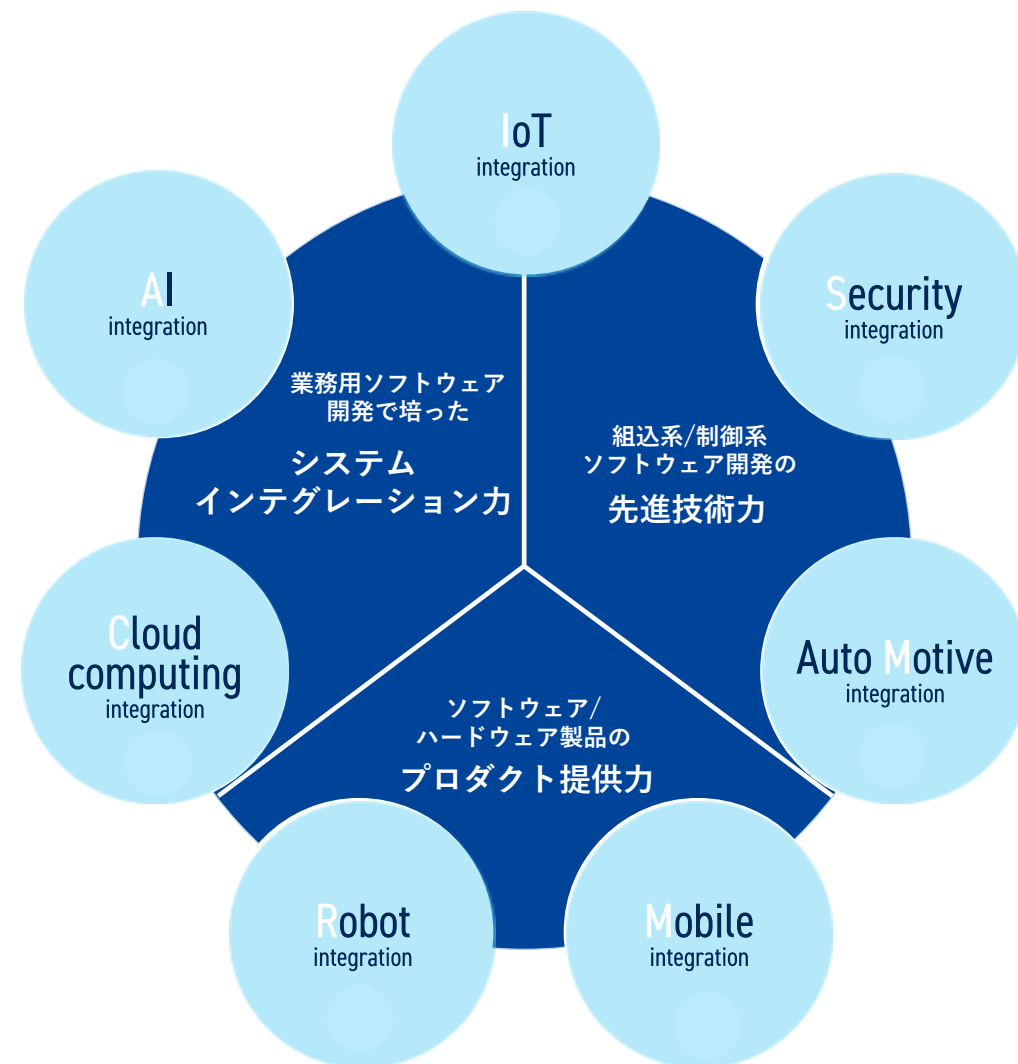 IoT
integration
AI
integration
Security
integration
業務用ソフトウェア
開発で培った
システム
インテグレーション力
組込系/制御系
ソフトウェア開発の
先進技術力
Cloud
computing
integration
Auto Motive
integration
ソフトウェア/
ハードウェア製品の
プロダクト提供力
Robot
integration
Mobile
integration